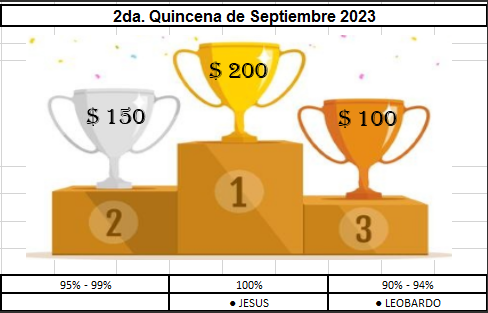 2da. Quincena de Septiembre 2023
$ 200
$ 150
$ 100
1
2
3
95% - 99% 100% 90% - 94%
● JESUS ● LEOBARDO